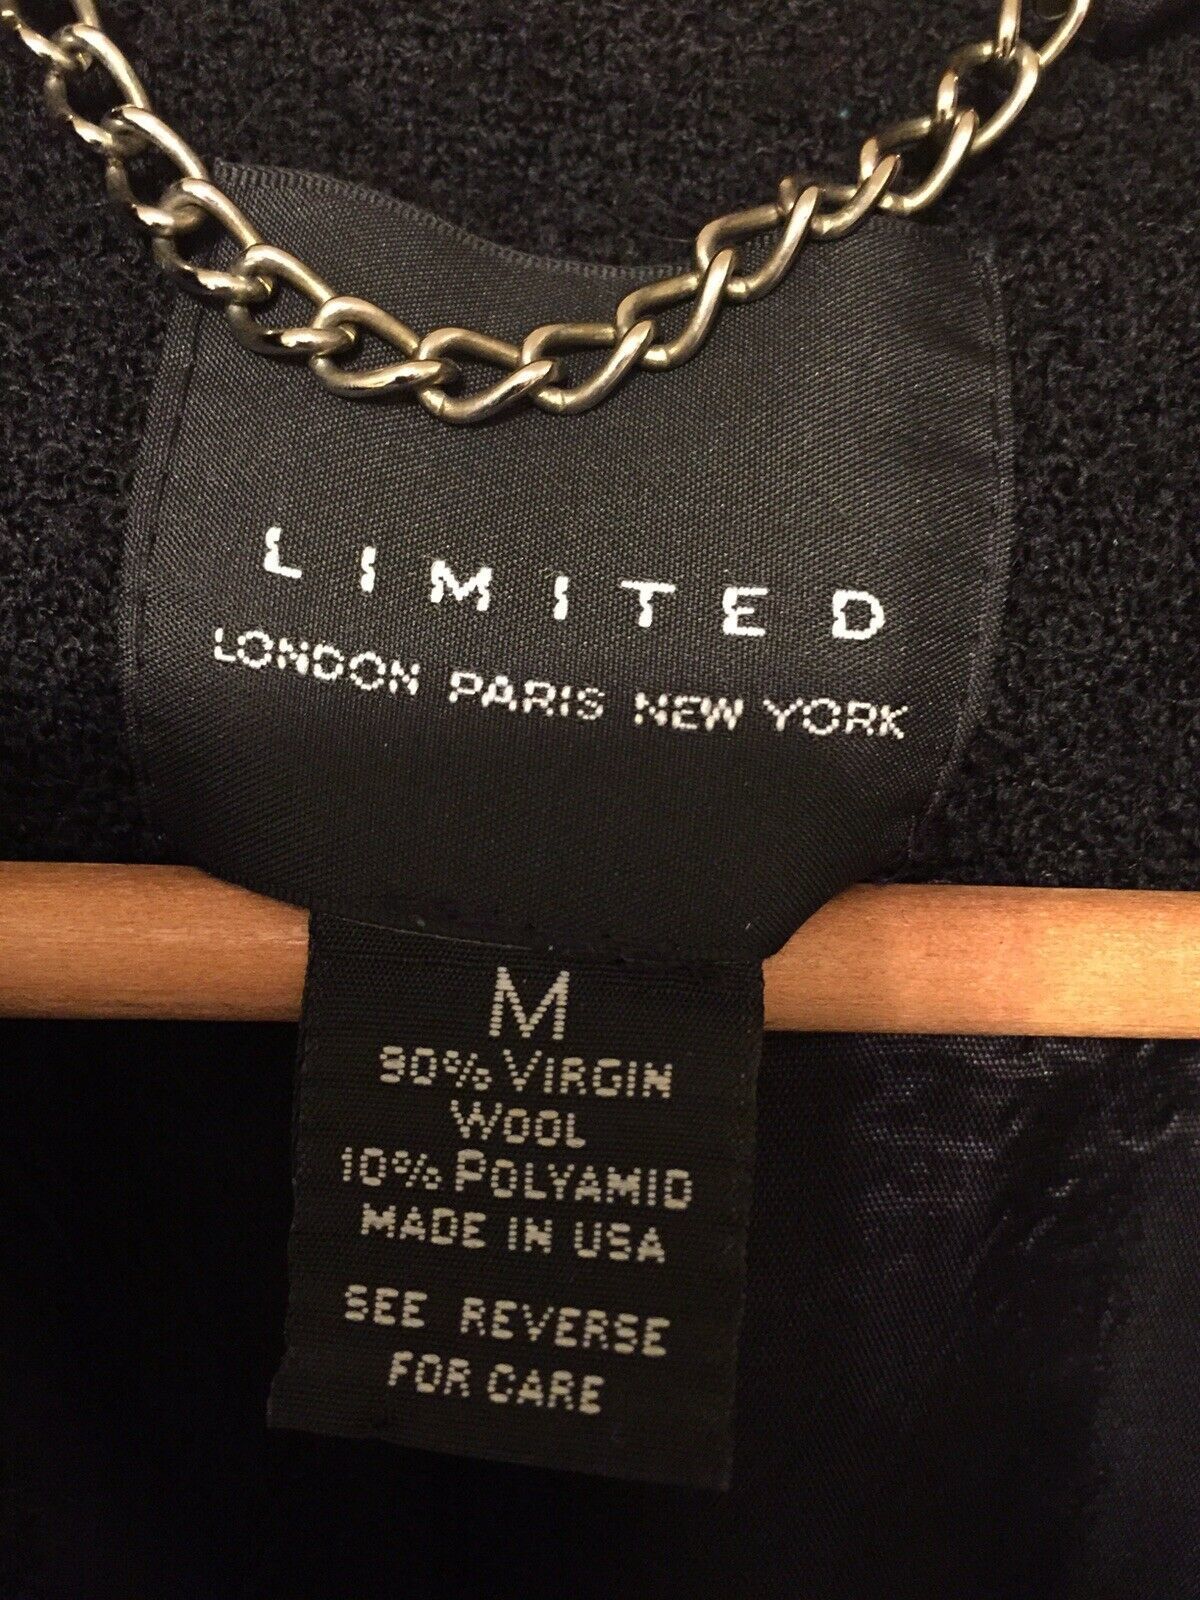 LIMITED
LONDON PARIS NEW YORK
M
90% VIRGIN
WOOL
10% POLYAMID
MADE IN USA
SEE REVERSE
FOR CARE